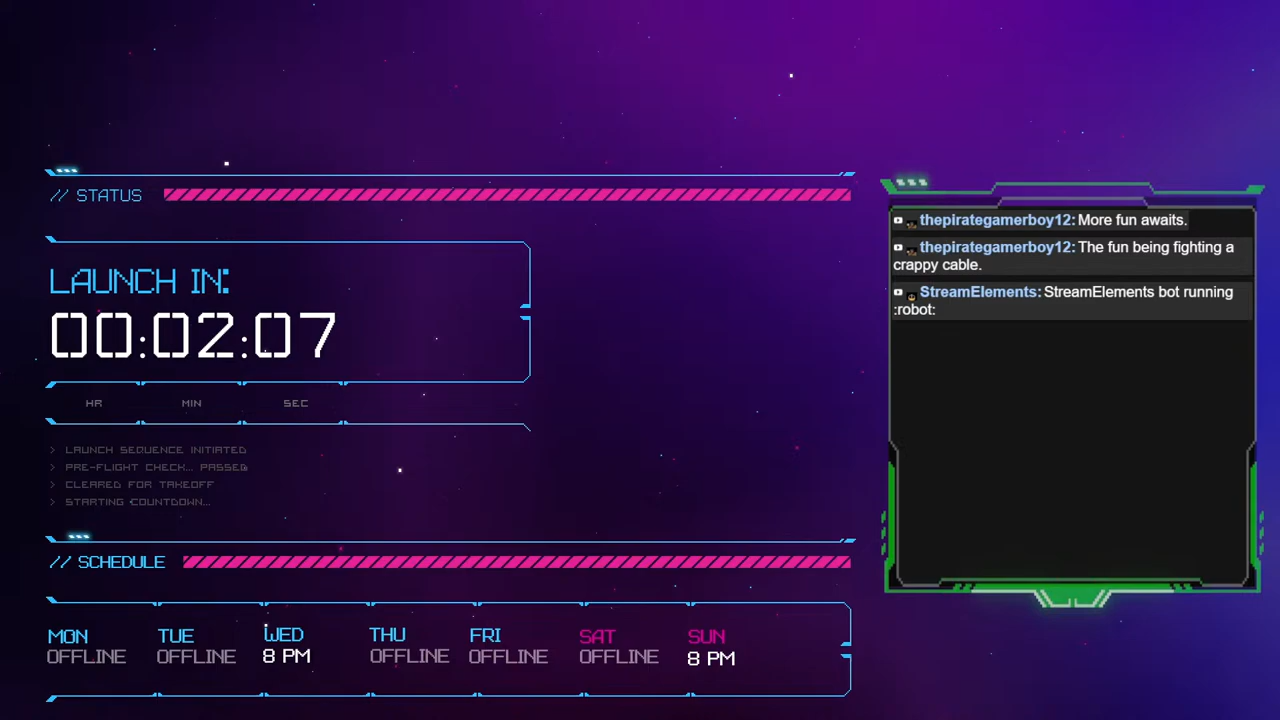 // STATUS
LAUNCH IN:
00:02:07
HR MIN SEC
> LAUNCH SEQUENCE INITIATED
> PRE-FLIGHT CHECK... PASSED
> CLEARED FOR TAKEOFF
> STARTING COUNTDOWN...
// SCHEDULE
MON TUE WED THU FRI SAT SUN
OFFLINE OFFLINE 8 PM OFFLINE OFFLINE OFFLINE 8 PM
thepirategamerboy12: More fun awaits.
thepirategamerboy12: The fun being fighting a
crappy cable.
StreamElements: StreamElements bot running
:robot: